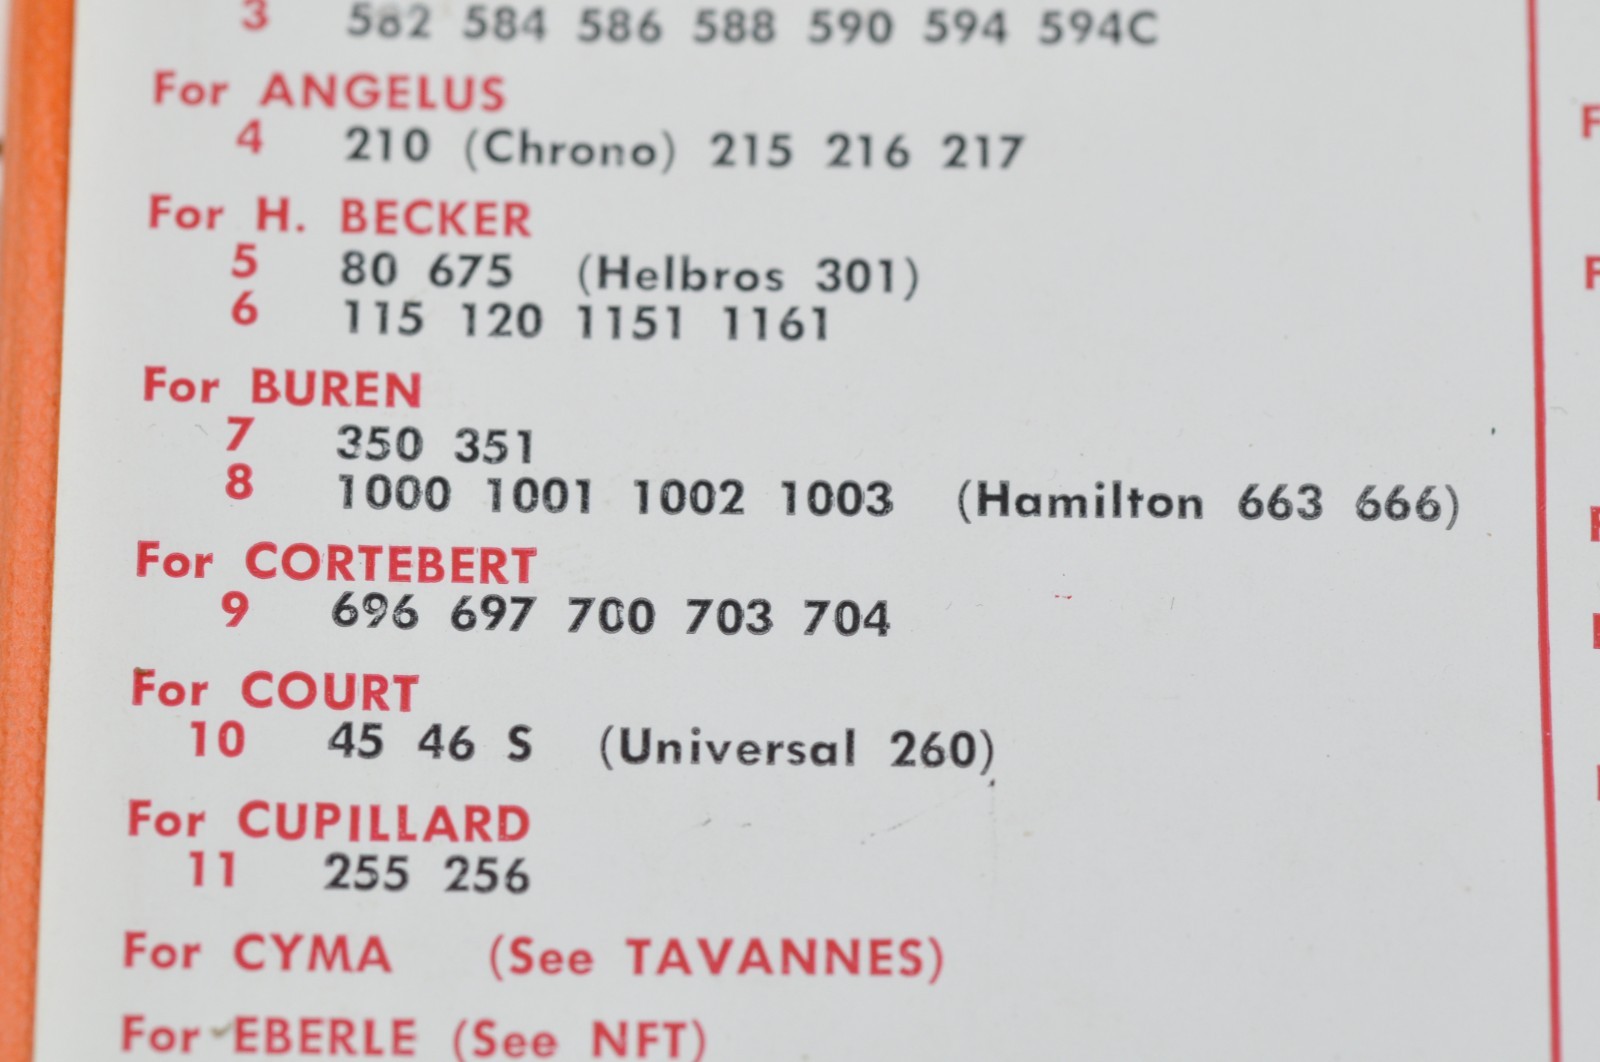 3 582 584 586 588 590 594 594C
For ANGELUS
4 210 (Chrono) 215 216 217
For H. BECKER
5 80 675 (Helbros 301)
6 115 120 1151 1161
For BUREN
7 350 351
8 1000 1001 1002 1003 (Hamilton 663 666)
For CORTEBERT
9 696 697 700 703 704
For COURT
10 45 46 S (Universal 260)
For CUPILLARD
11 255 256
For CYMA (See TAVANNES)
For EBERLE (See NFT)